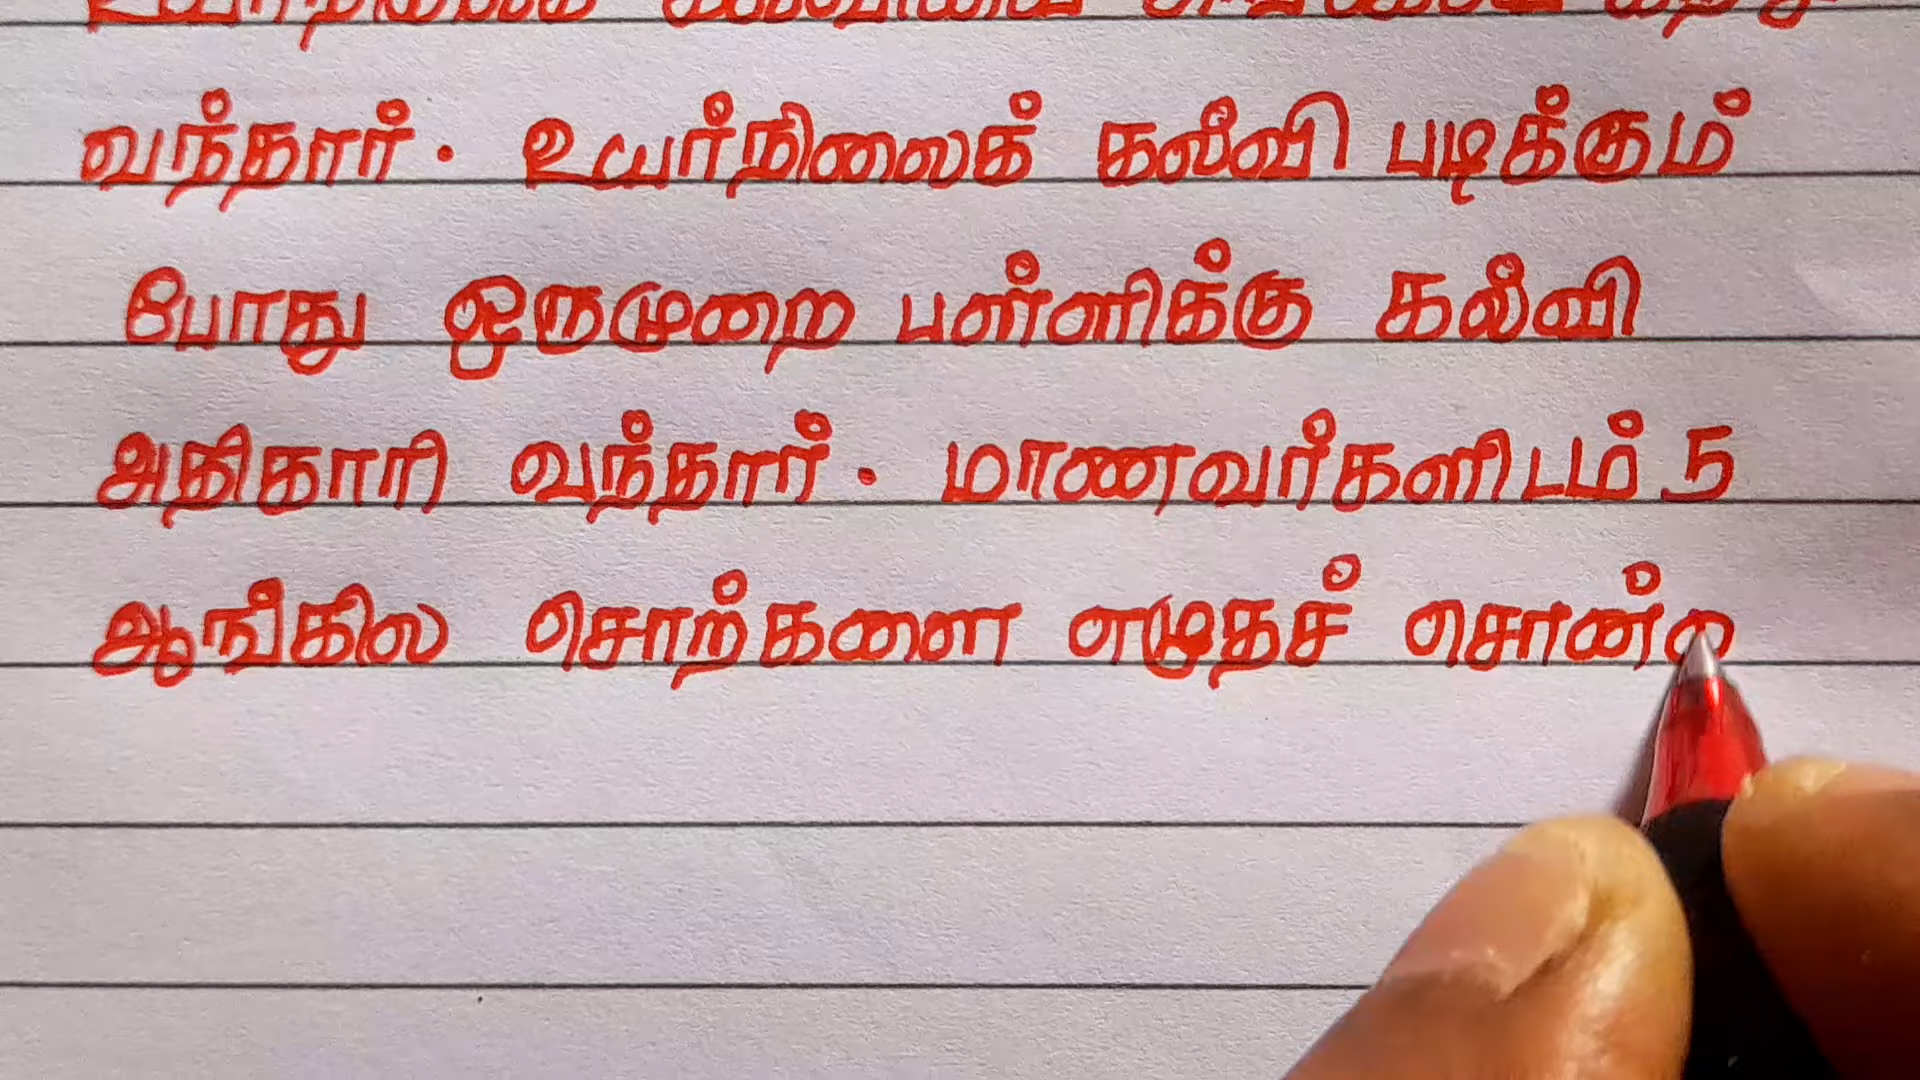 வந்தார். உயர்நிலைக் கல்வி படிக்கும்
போது ஒருமுறை பள்ளிக்கு கல்வி
அதிகாரி வந்தார். மாணவர்களிடம் 5
ஆங்கில சொற்களை எழுதச்